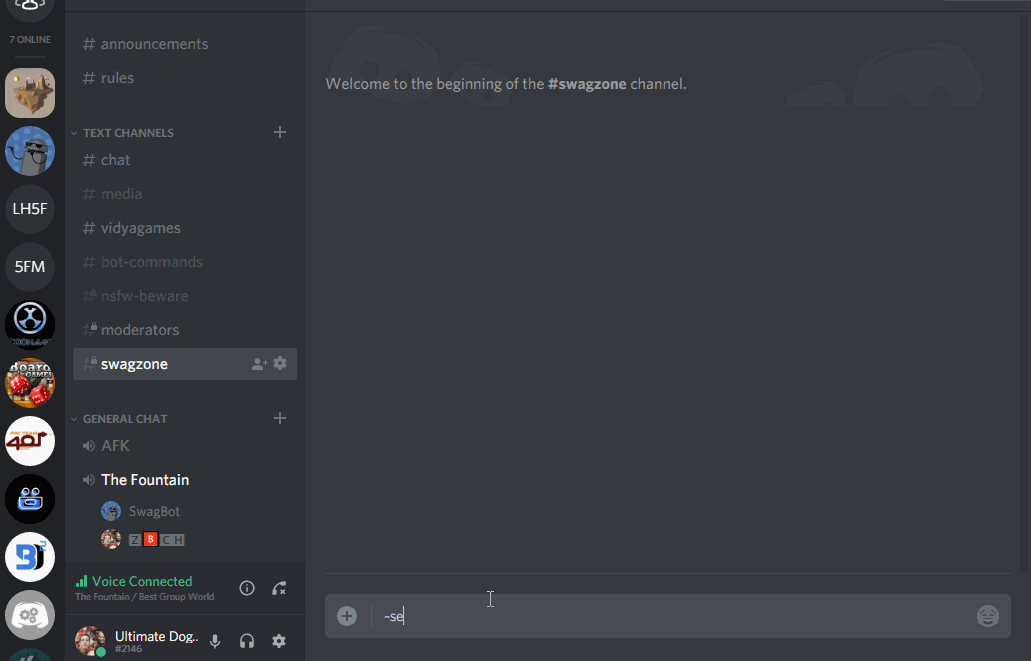 7 ONLINE
LH5F
5FM
# announcements
# rules
TEXT CHANNELS
# chat
# media
# vidyagames
# bot-commands
# nsfw-beware
# moderators
# swagzone
GENERAL CHAT
AFK
The Fountain
SwagBot
Z B C H
Voice Connected
The Fountain / Best Group World
Ultimate Dog..
#2146
Welcome to the beginning of the #swagzone channel.
~se